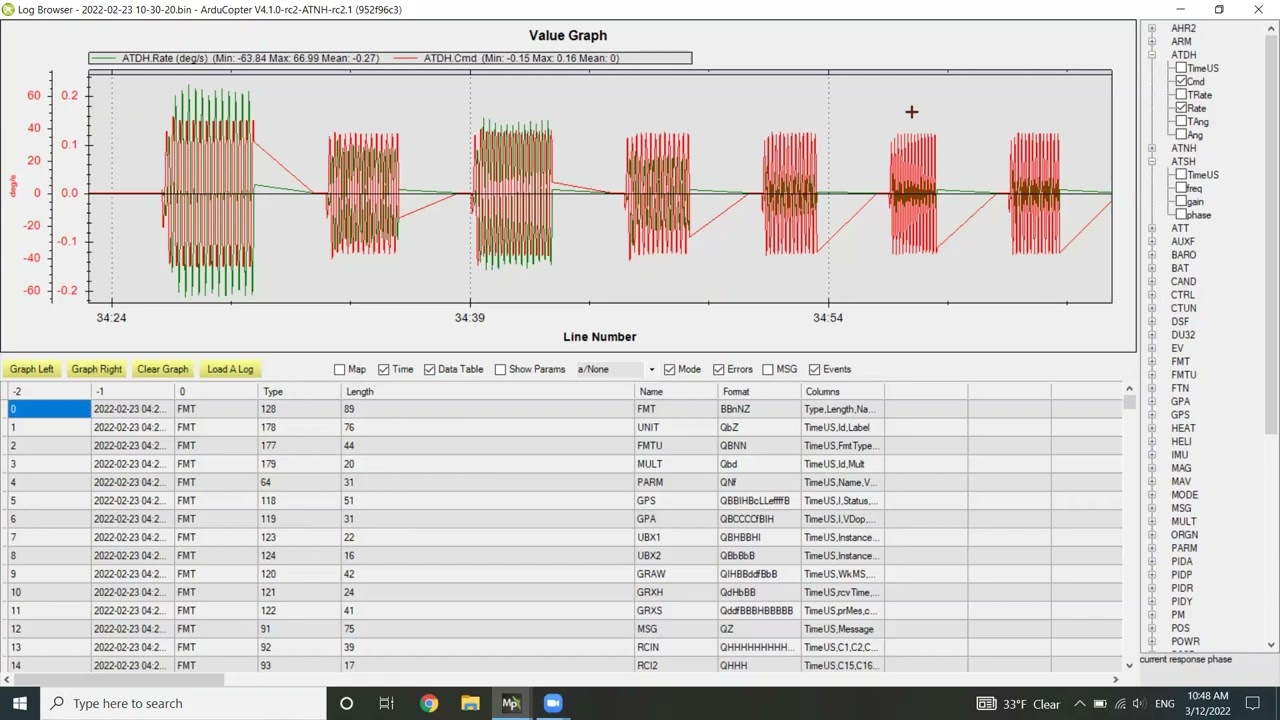 Log Browser - 2022-02-23 10-30-20.bin - ArduCopter V4.1.0-rc2-ATNH-rc2.1 (952f96c3)
Value Graph
ATDH.Rate (deg/s) (Min: -63.84 Max: 66.99 Mean: -0.27) ATDH.Cmd (Min: -0.15 Max: 0.16 Mean: 0)
60 0.2
40
0.1
20
deg/s 0 0.0
-20
-0.1
-40
-60 -0.2
34:24 34:39 34:54
Line Number
Graph Left Graph Right Clear Graph Load A Log Map Time Data Table Show Params a/None Mode Errors MSG Events
-2 -1 0 Type Length Name Format Columns
0 2022-02-23 04:2... FMT 128 89 FMT BBnNZ Type,Length,Na...
1 2022-02-23 04:2... FMT 178 76 UNIT QbZ TimeUS,Id,Label
2 2022-02-23 04:2... FMT 177 44 FMTU QBNN TimeUS,FmtType...
3 2022-02-23 04:2... FMT 179 20 MULT Qbd TimeUS,Id,Mult
4 2022-02-23 04:2... FMT 64 31 PARM QNf TimeUS,Name,V...
5 2022-02-23 04:2... FMT 118 51 GPS QBBIHBcLLeffffB TimeUS,I,Status,...
6 2022-02-23 04:2... FMT 119 31 GPA QBCCCCfBIH TimeUS,I,VDop,...
7 2022-02-23 04:2... FMT 123 22 UBX1 QBHBBHI TimeUS,Instance...
8 2022-02-23 04:2... FMT 124 16 UBX2 QBbBbB TimeUS,Instance...
9 2022-02-23 04:2... FMT 120 42 GRAW QIHBBddfBbB TimeUS,WkMS,...
10 2022-02-23 04:2... FMT 121 24 GRXH QdHbBB TimeUS,rcvTime,...
11 2022-02-23 04:2... FMT 122 41 GRXS QddfBBBHBBBBB TimeUS,prMes,c...
12 2022-02-23 04:2... FMT 91 75 MSG QZ TimeUS,Message
13 2022-02-23 04:2... FMT 92 39 RCIN QHHHHHHHHH... TimeUS,C1,C2,C...
14 2022-02-23 04:2... FMT 93 17 RCI2 QHHH TimeUS,C15,C16...
AHR2
ARM
ATDH
TimeUS
Cmd
TRate
Rate
TAng
Ang
ATNH
ATSH
TimeUS
freq
gain
phase
ATT
AUXF
BARO
BAT
CAND
CTRL
CTUN
DSF
DU32
EV
FMT
FMTU
FTN
GPA
GPS
HEAT
HELI
IMU
MAG
MAV
MODE
MSG
MULT
ORGN
PARM
PIDA
PIDP
PIDR
PIDY
PM
POS
POWR
current response phase
Type here to search
Mp
33°F Clear
ENG
10:48 AM
3/12/2022